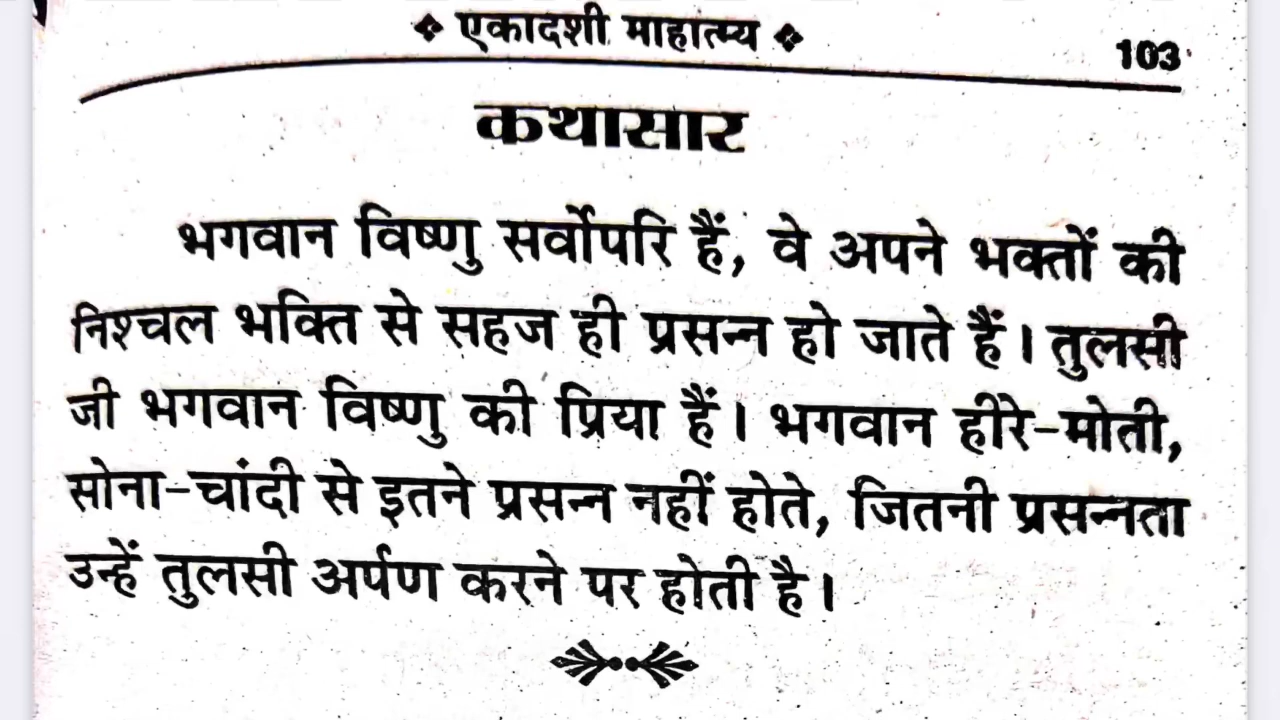 ❖ एकादशी माहात्म्य ❖
103
कथासार
भगवान विष्णु सर्वोपरि हैं, वे अपने भक्तों की
निश्चल भक्ति से सहज ही प्रसन्न हो जाते हैं। तुलसी
जी भगवान विष्णु की प्रिया हैं। भगवान हीरे-मोती,
सोना-चांदी से इतने प्रसन्न नहीं होते, जितनी प्रसन्नता
उन्हें तुलसी अर्पण करने पर होती है।